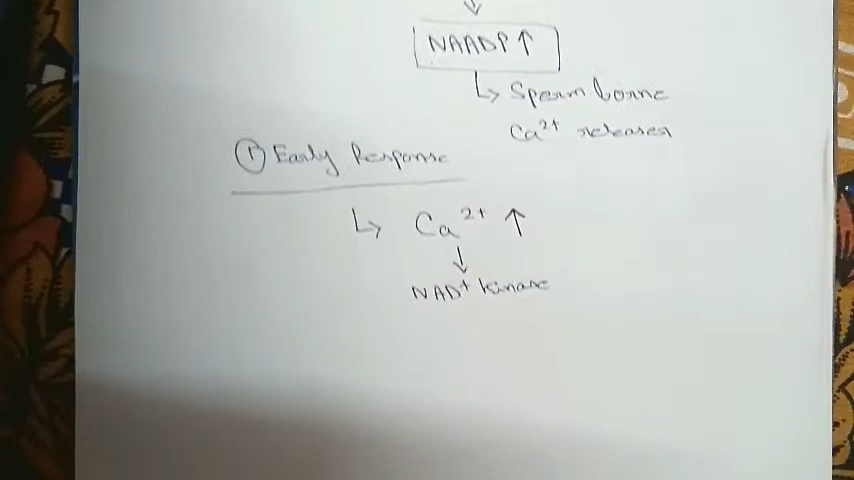 ↓
NAADP↑
↳ Sperm borne
Ca²⁺ releases
① Early Response
↳ Ca²⁺ ↑
↓
NAD⁺ kinase